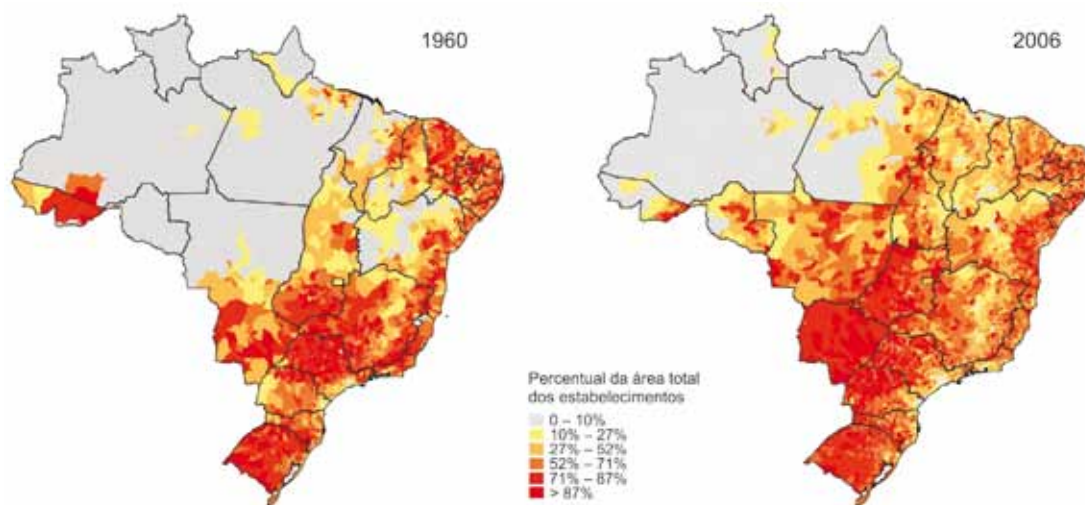 1960
2006
Percentual da área total
dos estabelecimentos
0 – 10%
10% – 27%
27% – 52%
52% – 71%
71% – 87%
> 87%